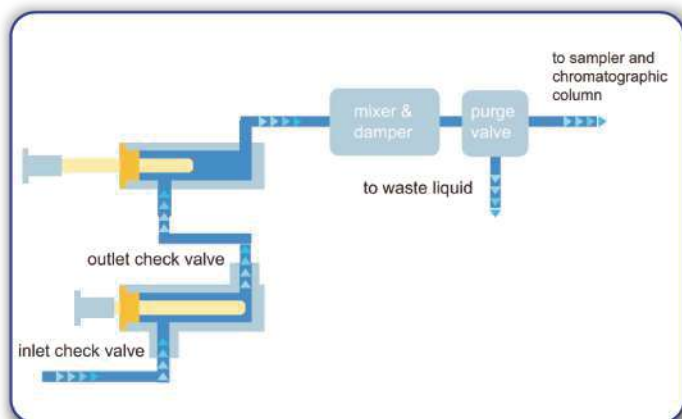 to sampler and
chromatographic
column
mixer &
damper
purge
valve
to waste liquid
outlet check valve
inlet check valve